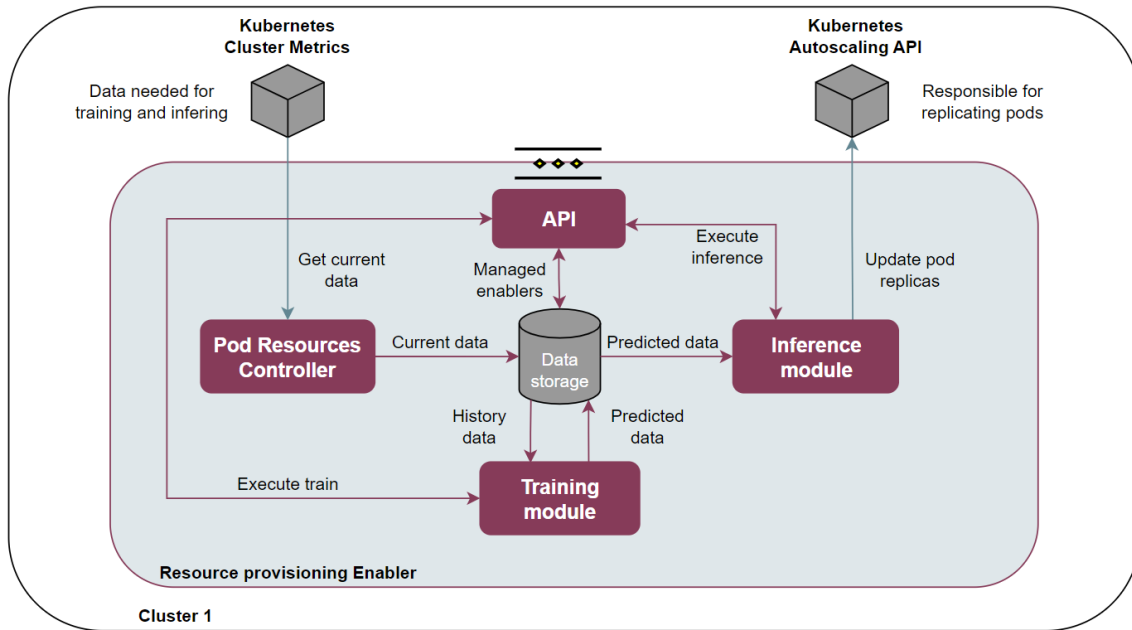 Kubernetes
Cluster Metrics
Kubernetes
Autoscaling API
Data needed for
training and infering
Responsible for
replicating pods
API
Get current
data
Managed
enablers
Execute
inference
Update pod
replicas
Pod Resources
Controller
Current data
Data
storage
Predicted data
Inference
module
History
data
Predicted
data
Execute train
Training
module
Resource provisioning Enabler
Cluster 1